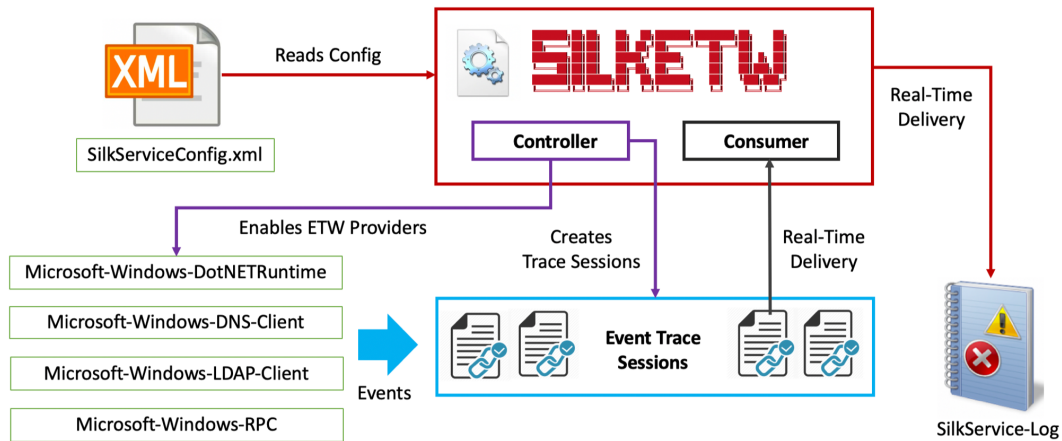 XML
SilkServiceConfig.xml
Reads Config
SILKETW
Controller
Consumer
Real-Time
Delivery
Enables ETW Providers
Creates
Trace Sessions
Real-Time
Delivery
Microsoft-Windows-DotNETRuntime
Microsoft-Windows-DNS-Client
Microsoft-Windows-LDAP-Client
Microsoft-Windows-RPC
Events
Event Trace
Sessions
SilkService-Log